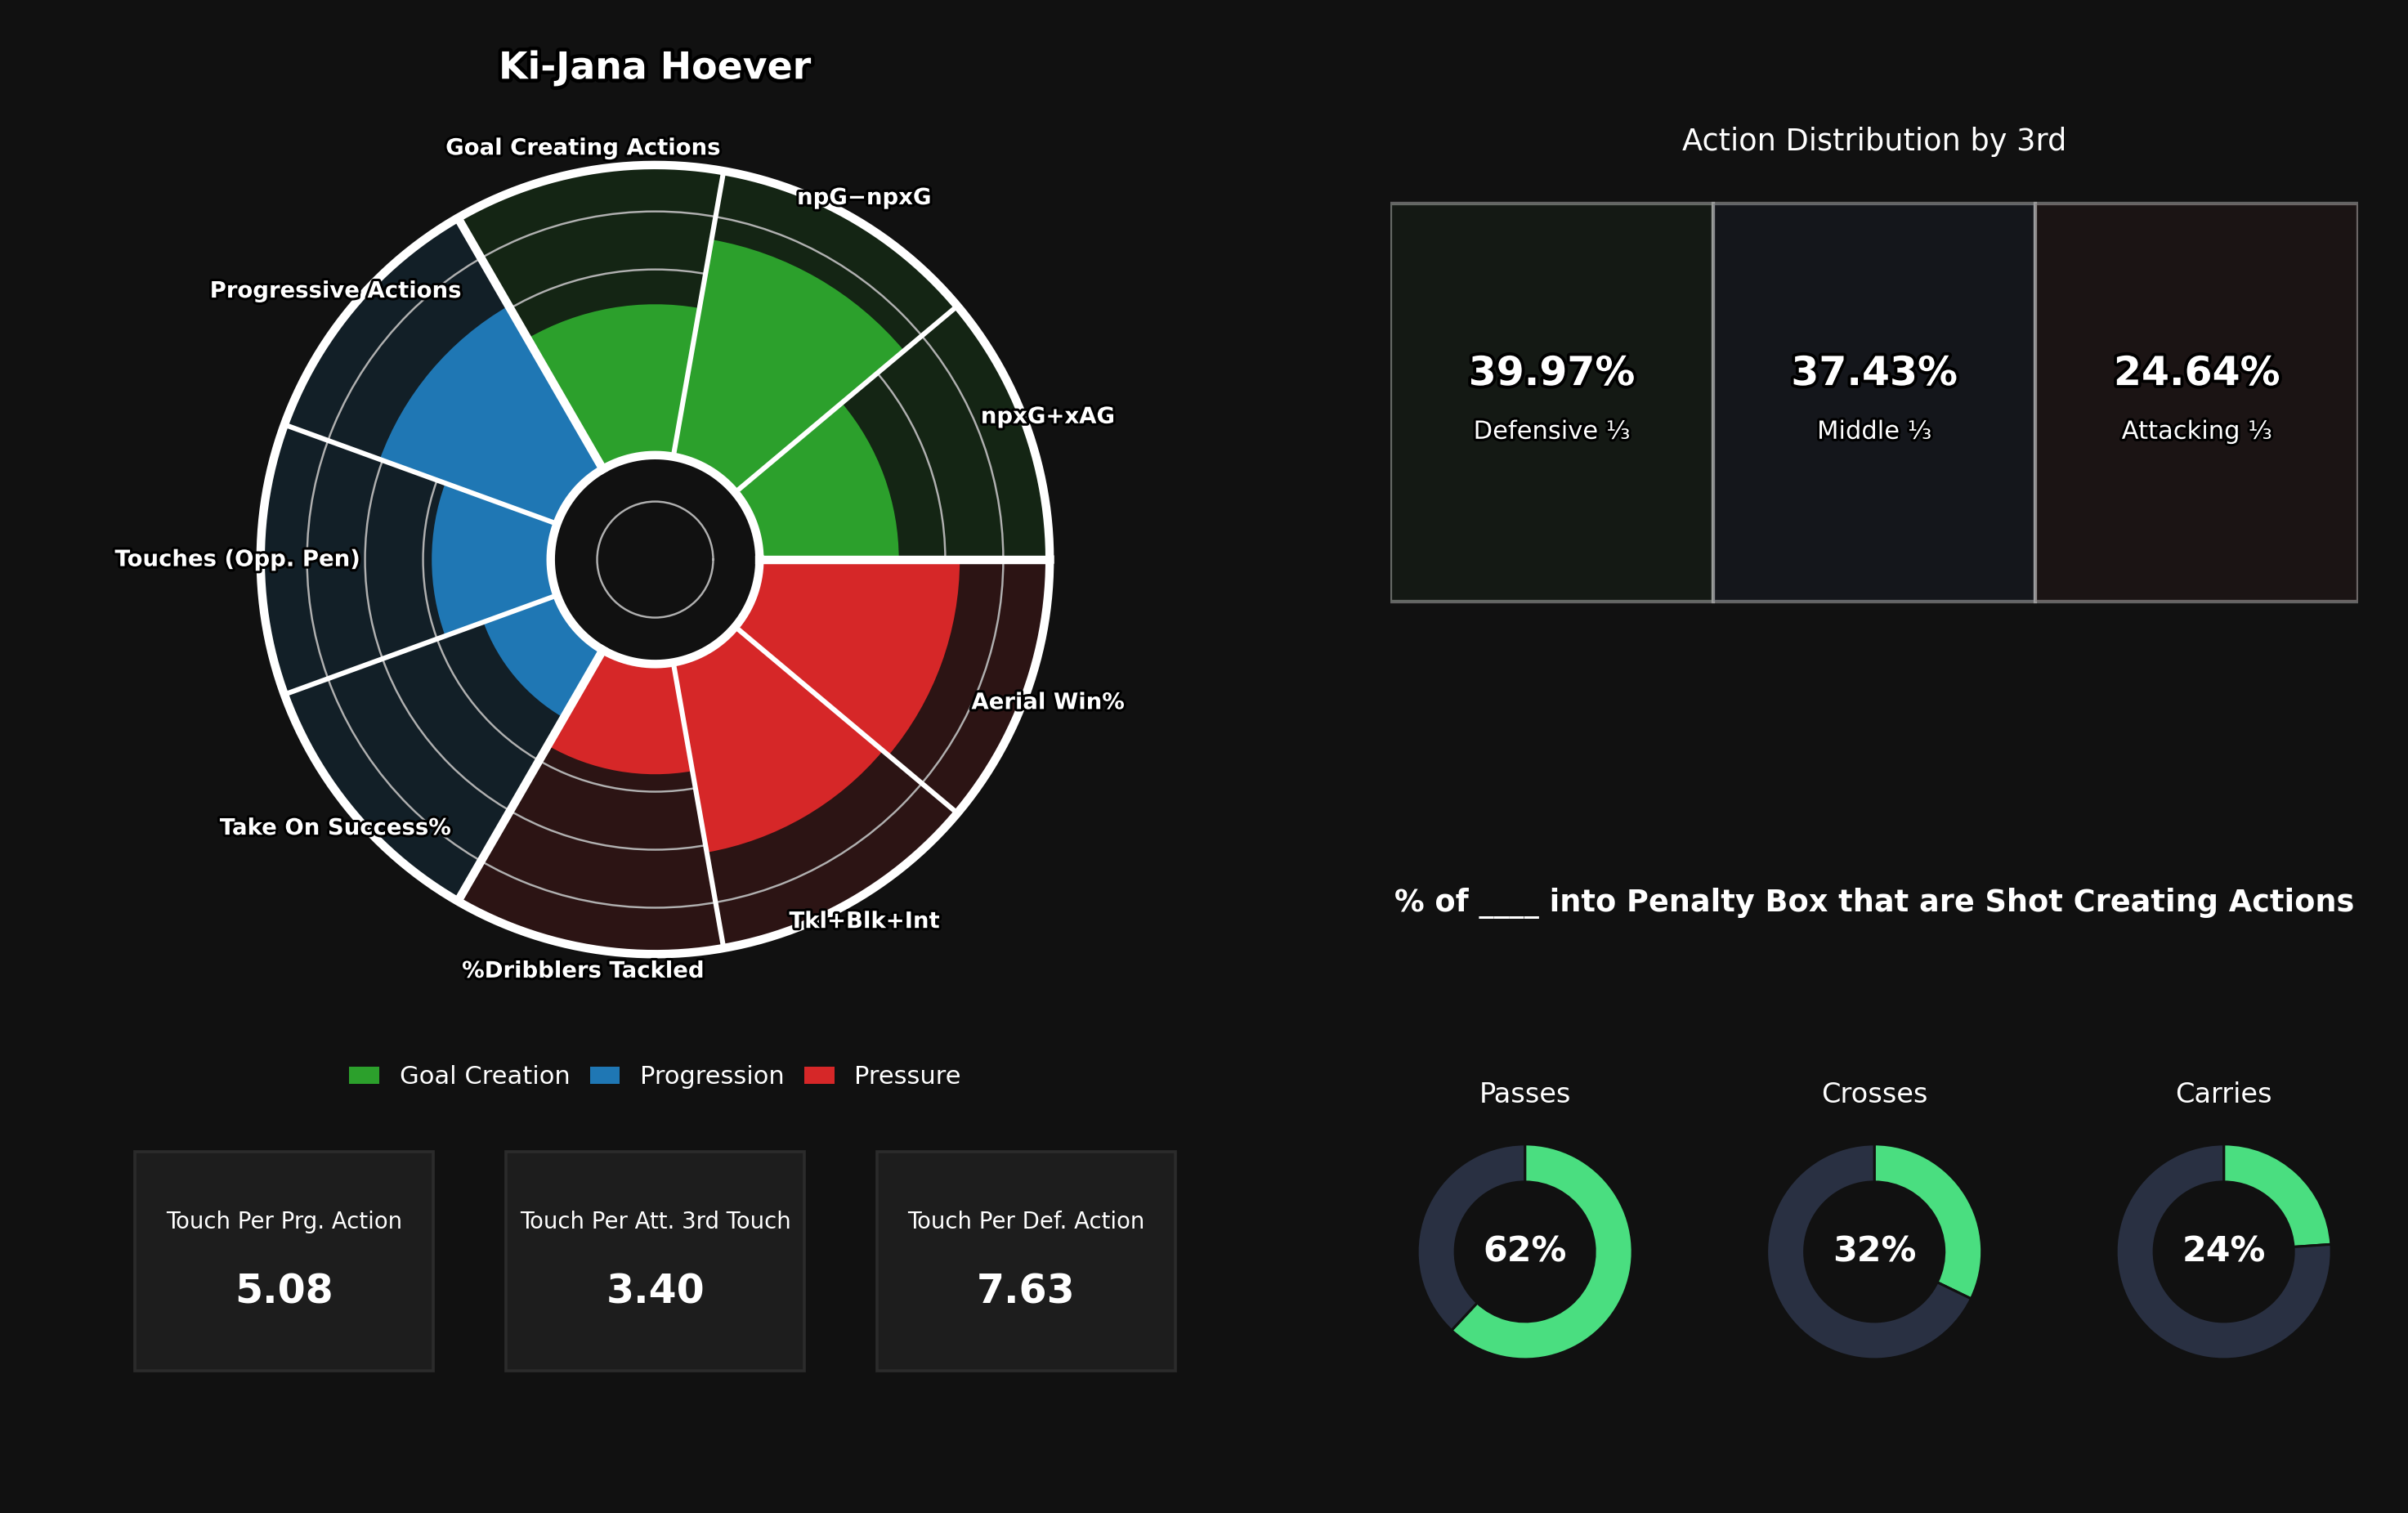 Ki-Jana Hoever
Goal Creating Actions
npG−npxG
Progressive Actions
npxG+xAG
Touches (Opp. Pen)
Aerial Win%
Take On Success%
Tkl+Blk+Int
%Dribblers Tackled
Goal Creation
Progression
Pressure
Touch Per Prg. Action
5.08
Touch Per Att. 3rd Touch
3.40
Touch Per Def. Action
7.63
Action Distribution by 3rd
39.97%
Defensive ⅓
37.43%
Middle ⅓
24.64%
Attacking ⅓
% of ____ into Penalty Box that are Shot Creating Actions
Passes
62%
Crosses
32%
Carries
24%